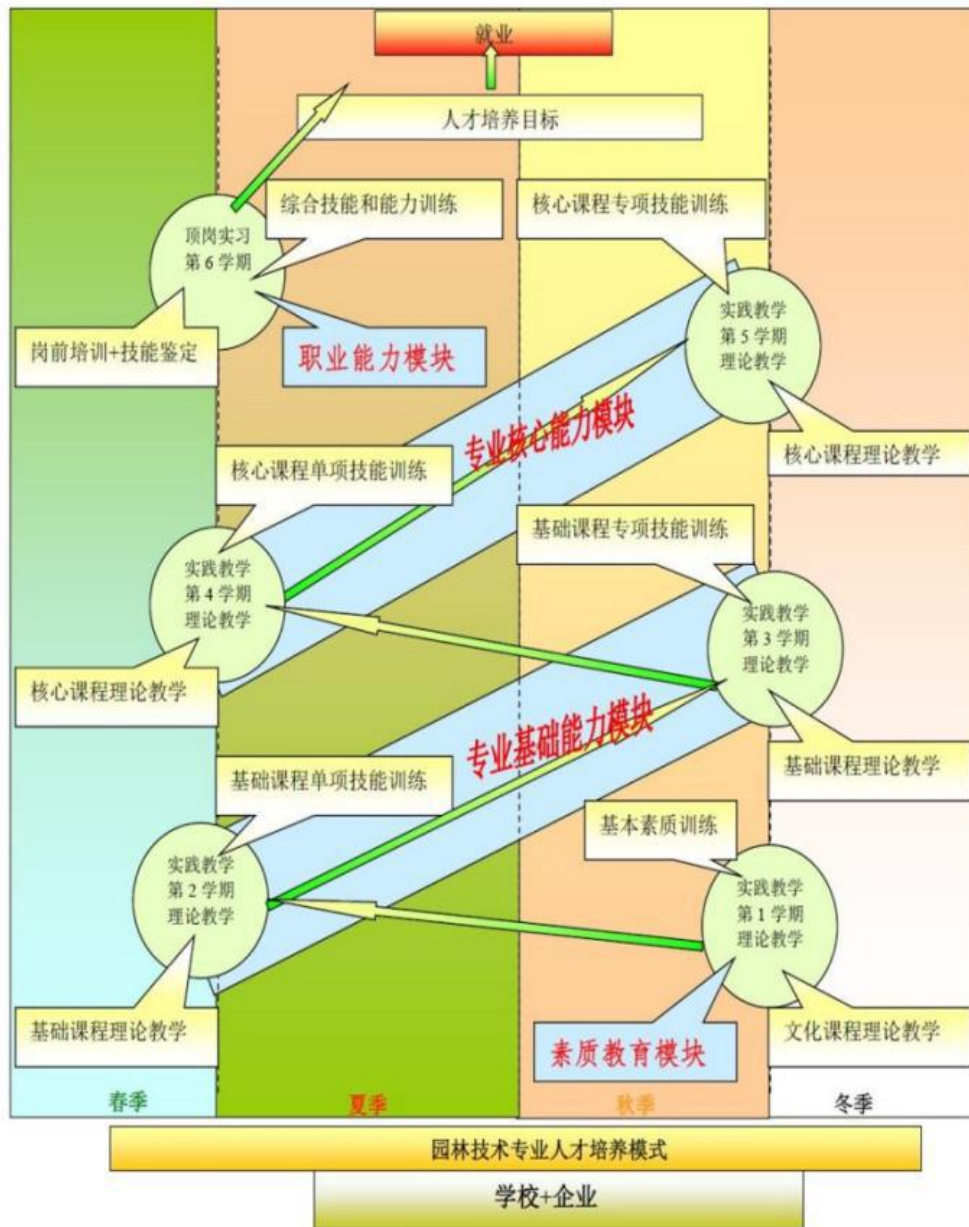 就业
人才培养目标
综合技能和能力训练
核心课程专项技能训练
顶岗实习
第 6 学期
实践教学
第 5 学期
理论教学
岗前培训+技能鉴定
职业能力模块
专业核心能力模块
核心课程理论教学
核心课程单项技能训练
基础课程专项技能训练
实践教学
第 4 学期
理论教学
实践教学
第 3 学期
理论教学
核心课程理论教学
专业基础能力模块
基础课程理论教学
基础课程单项技能训练
基本素质训练
实践教学
第 2 学期
理论教学
实践教学
第 1 学期
理论教学
基础课程理论教学
素质教育模块
文化课程理论教学
春季
夏季
秋季
冬季
园林技术专业人才培养模式
学校+企业